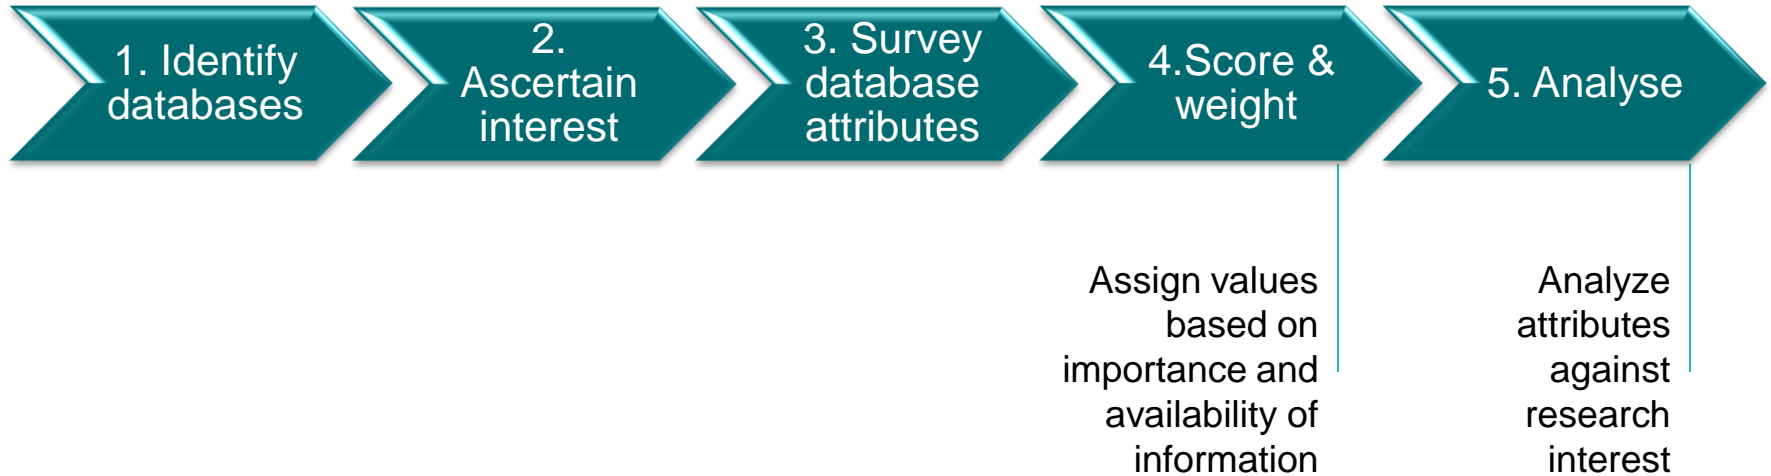 1. Identify
databases
2.
Ascertain
interest
3. Survey
database
attributes
4.Score &
weight
5. Analyse
Assign values
based on
importance and
availability of
information
Analyze
attributes
against
research
interest